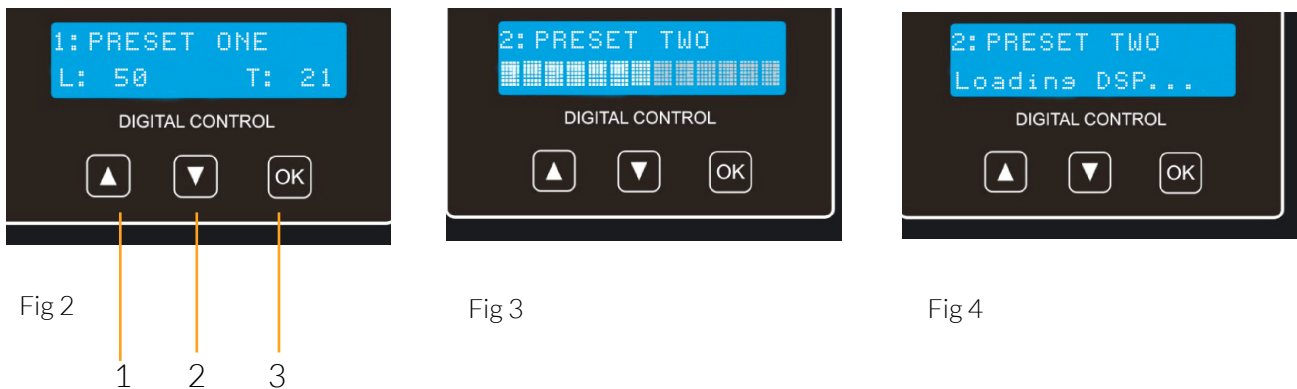 1: PRESET ONE
L: 50 T: 21
DIGITAL CONTROL
▲ ▼ OK
Fig 2
1 2 3
2: PRESET TWO
DIGITAL CONTROL
▲ ▼ OK
Fig 3
2: PRESET TWO
Loading DSP...
DIGITAL CONTROL
▲ ▼ OK
Fig 4